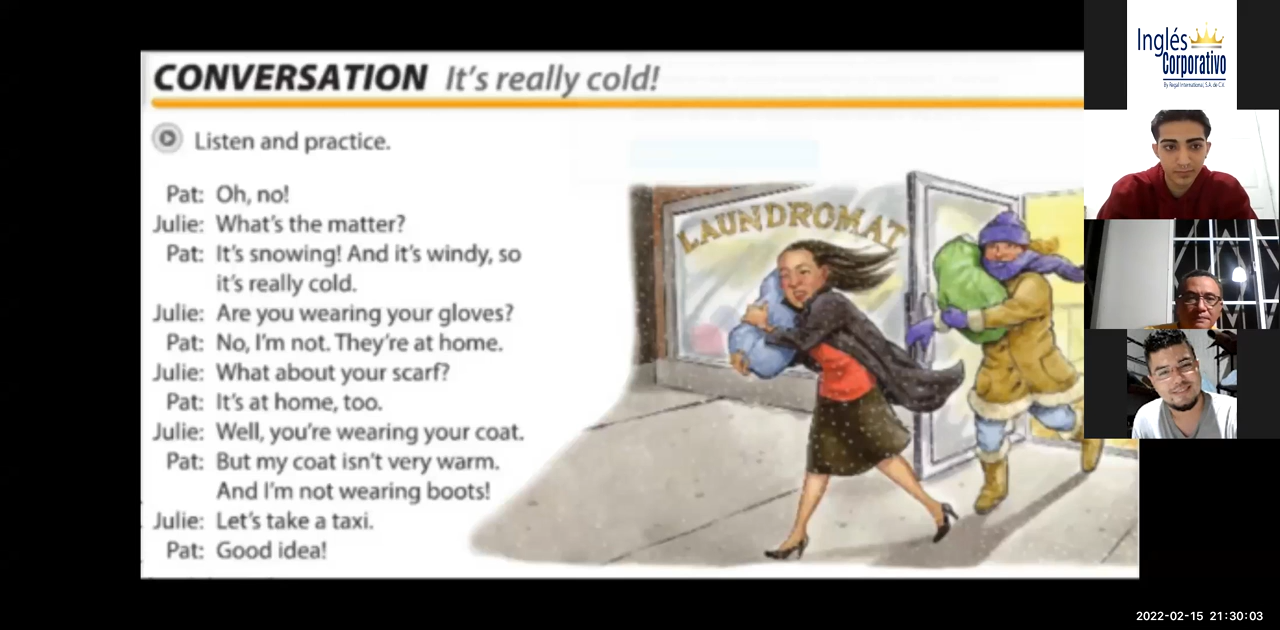 CONVERSATION It's really cold!
Listen and practice.
Pat: Oh, no!
Julie: What's the matter?
Pat: It's snowing! And it's windy, so
it's really cold.
Julie: Are you wearing your gloves?
Pat: No, I'm not. They're at home.
Julie: What about your scarf?
Pat: It's at home, too.
Julie: Well, you're wearing your coat.
Pat: But my coat isn't very warm.
And I'm not wearing boots!
Julie: Let's take a taxi.
Pat: Good idea!
LAUNDROMAT
Inglés
Corporativo
By Regal International, S.A. de C.V.
2022-02-15 21:30:03